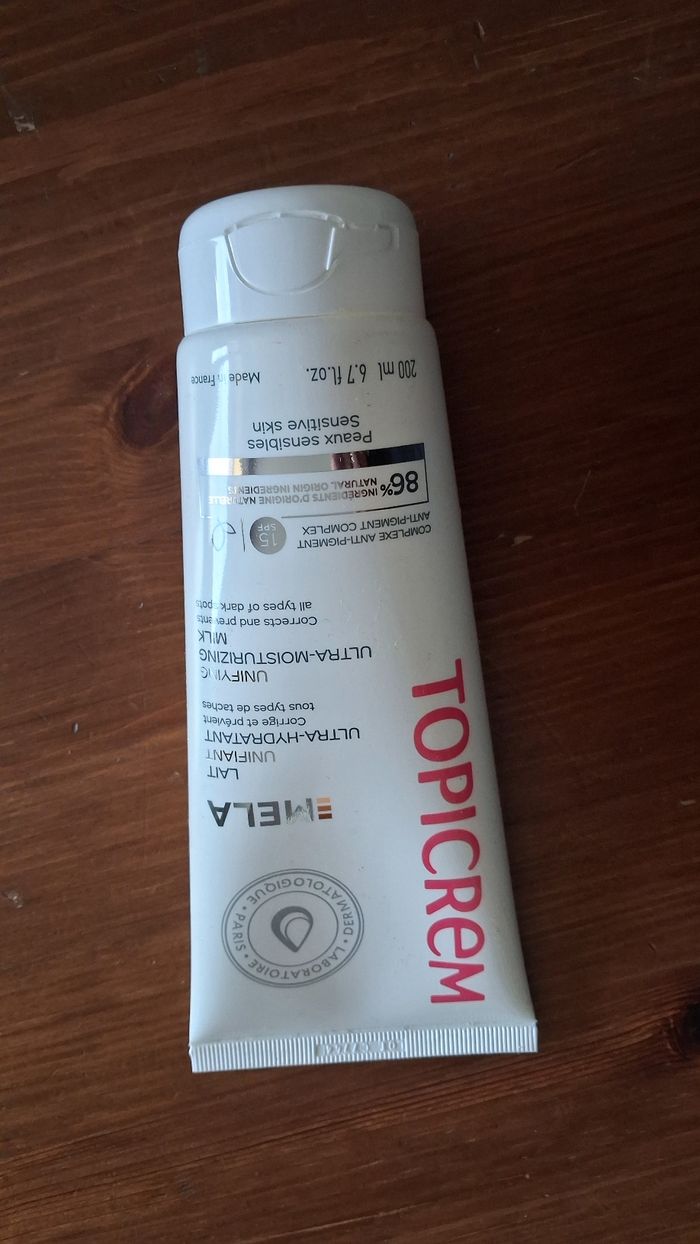 TOPICREM
LABORATOIRE • DERMATOLOGIQUE • PARIS •
MELA
LAIT
UNIFIANT
ULTRA-HYDRATANT
Corrige et prévient
tous types de taches
UNIFYING
ULTRA-MOISTURIZING
MILK
Corrects and prevents
all types of dark spots
COMPLEXE ANTI-PIGMENT
ANTI-PIGMENT COMPLEX
15
SPF
86% INGRÉDIENTS D'ORIGINE NATURELLE
NATURAL ORIGIN INGREDIENTS
Peaux sensibles
Sensitive skin
200 ml 6.7 fl.oz.
Made in France